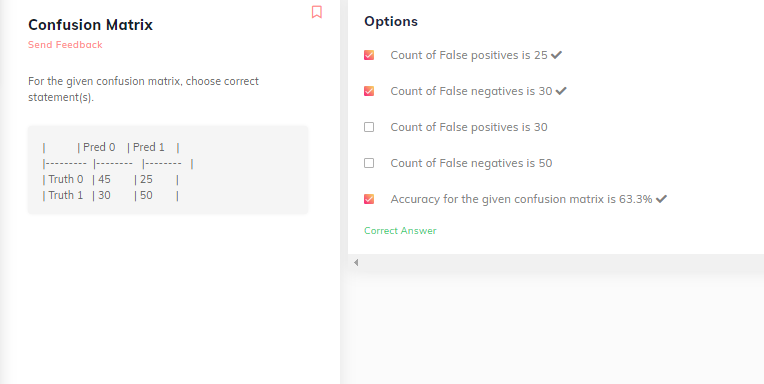 Confusion Matrix
Send Feedback
For the given confusion matrix, choose correct
statement(s).
| | Pred 0 | Pred 1 |
|--------- |-------- |-------- |
| Truth 0 | 45 | 25 |
| Truth 1 | 30 | 50 |
Options
Count of False positives is 25
Count of False negatives is 30
Count of False positives is 30
Count of False negatives is 50
Accuracy for the given confusion matrix is 63.3%
Correct Answer